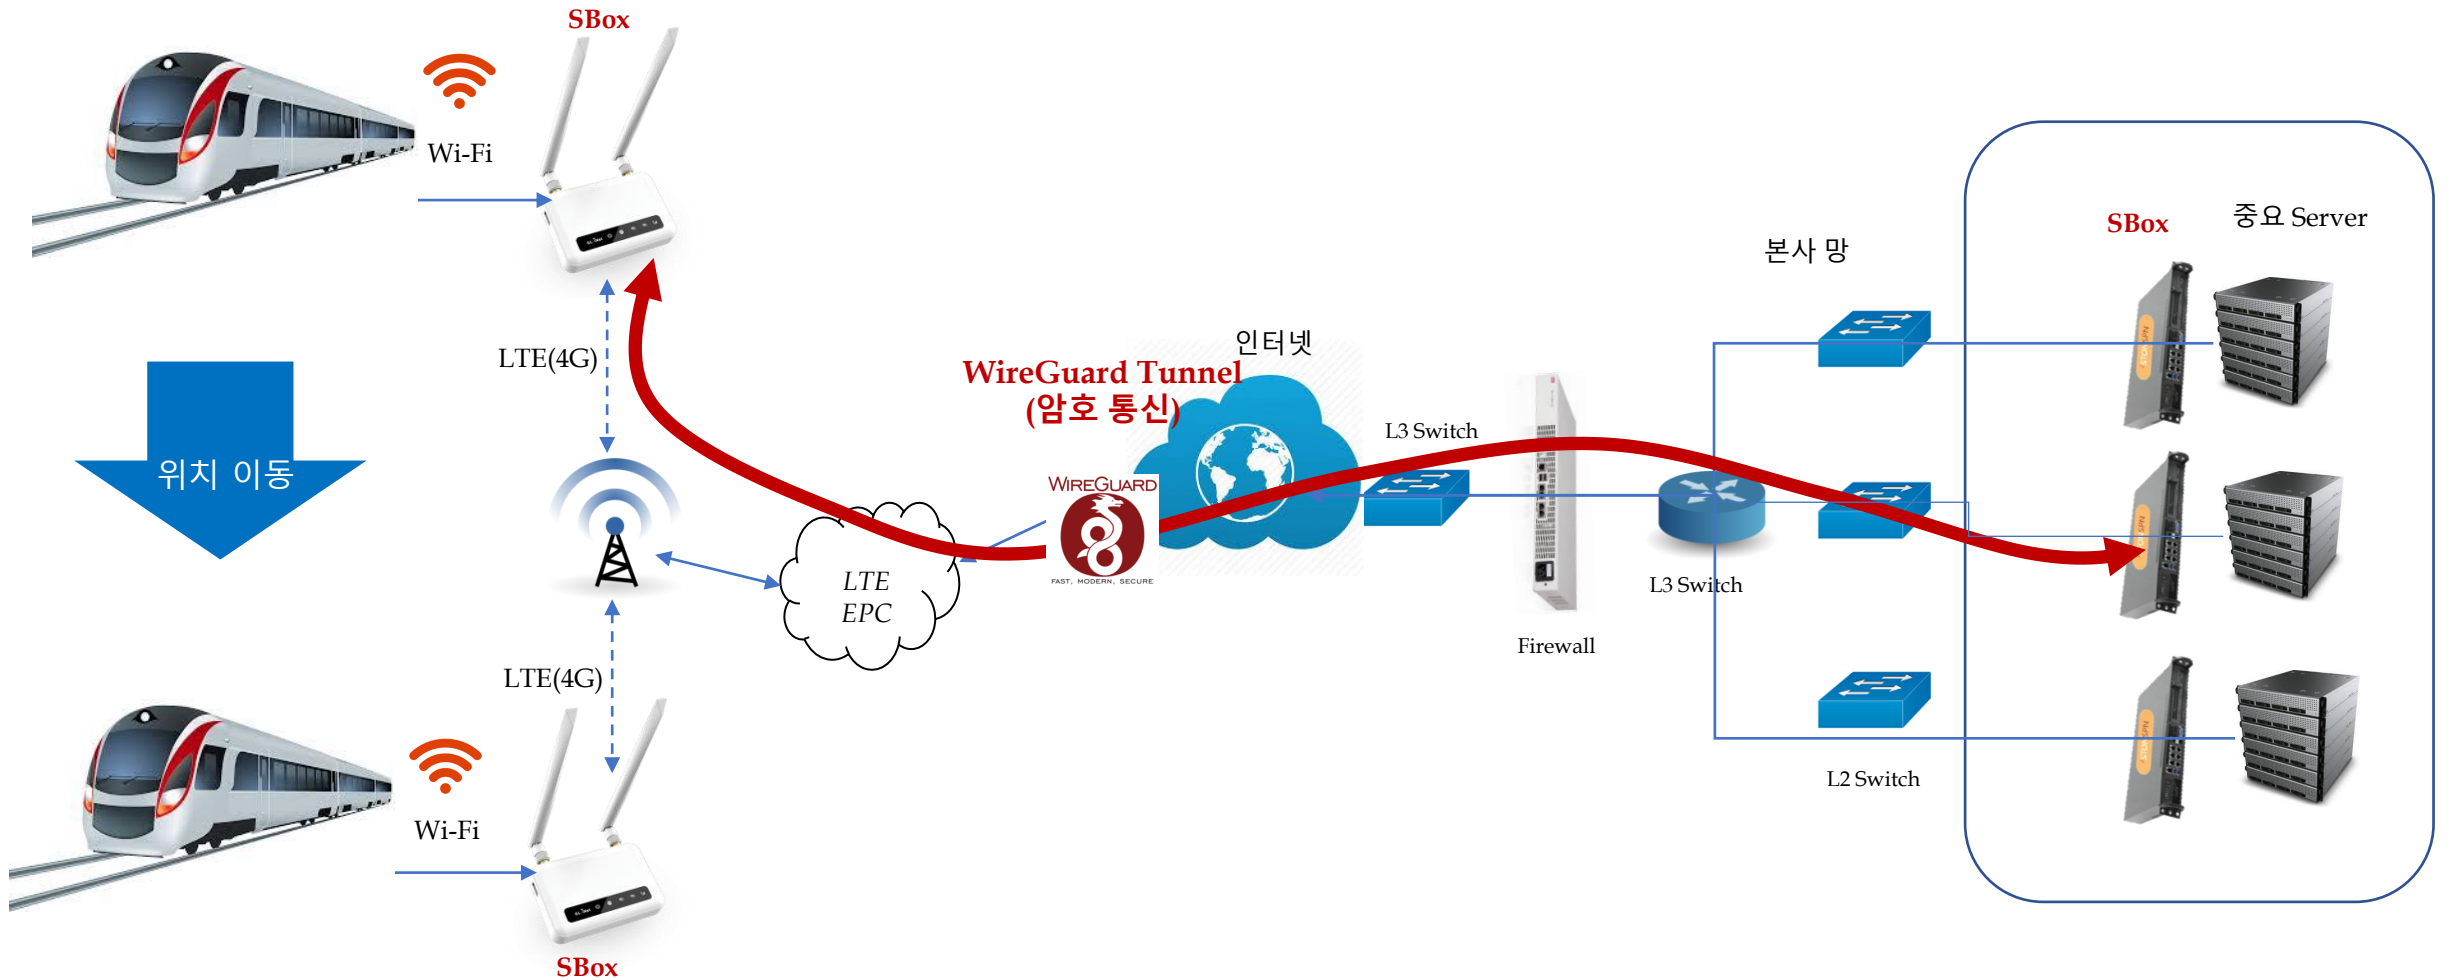 SBox
Wi-Fi
LTE(4G)
위치 이동
LTE
EPC
LTE(4G)
Wi-Fi
SBox
WireGuard Tunnel
(암호 통신)
인터넷
WIREGUARD
FAST, MODERN, SECURE
L3 Switch
Firewall
L3 Switch
본사 망
L2 Switch
SBox
중요 Server